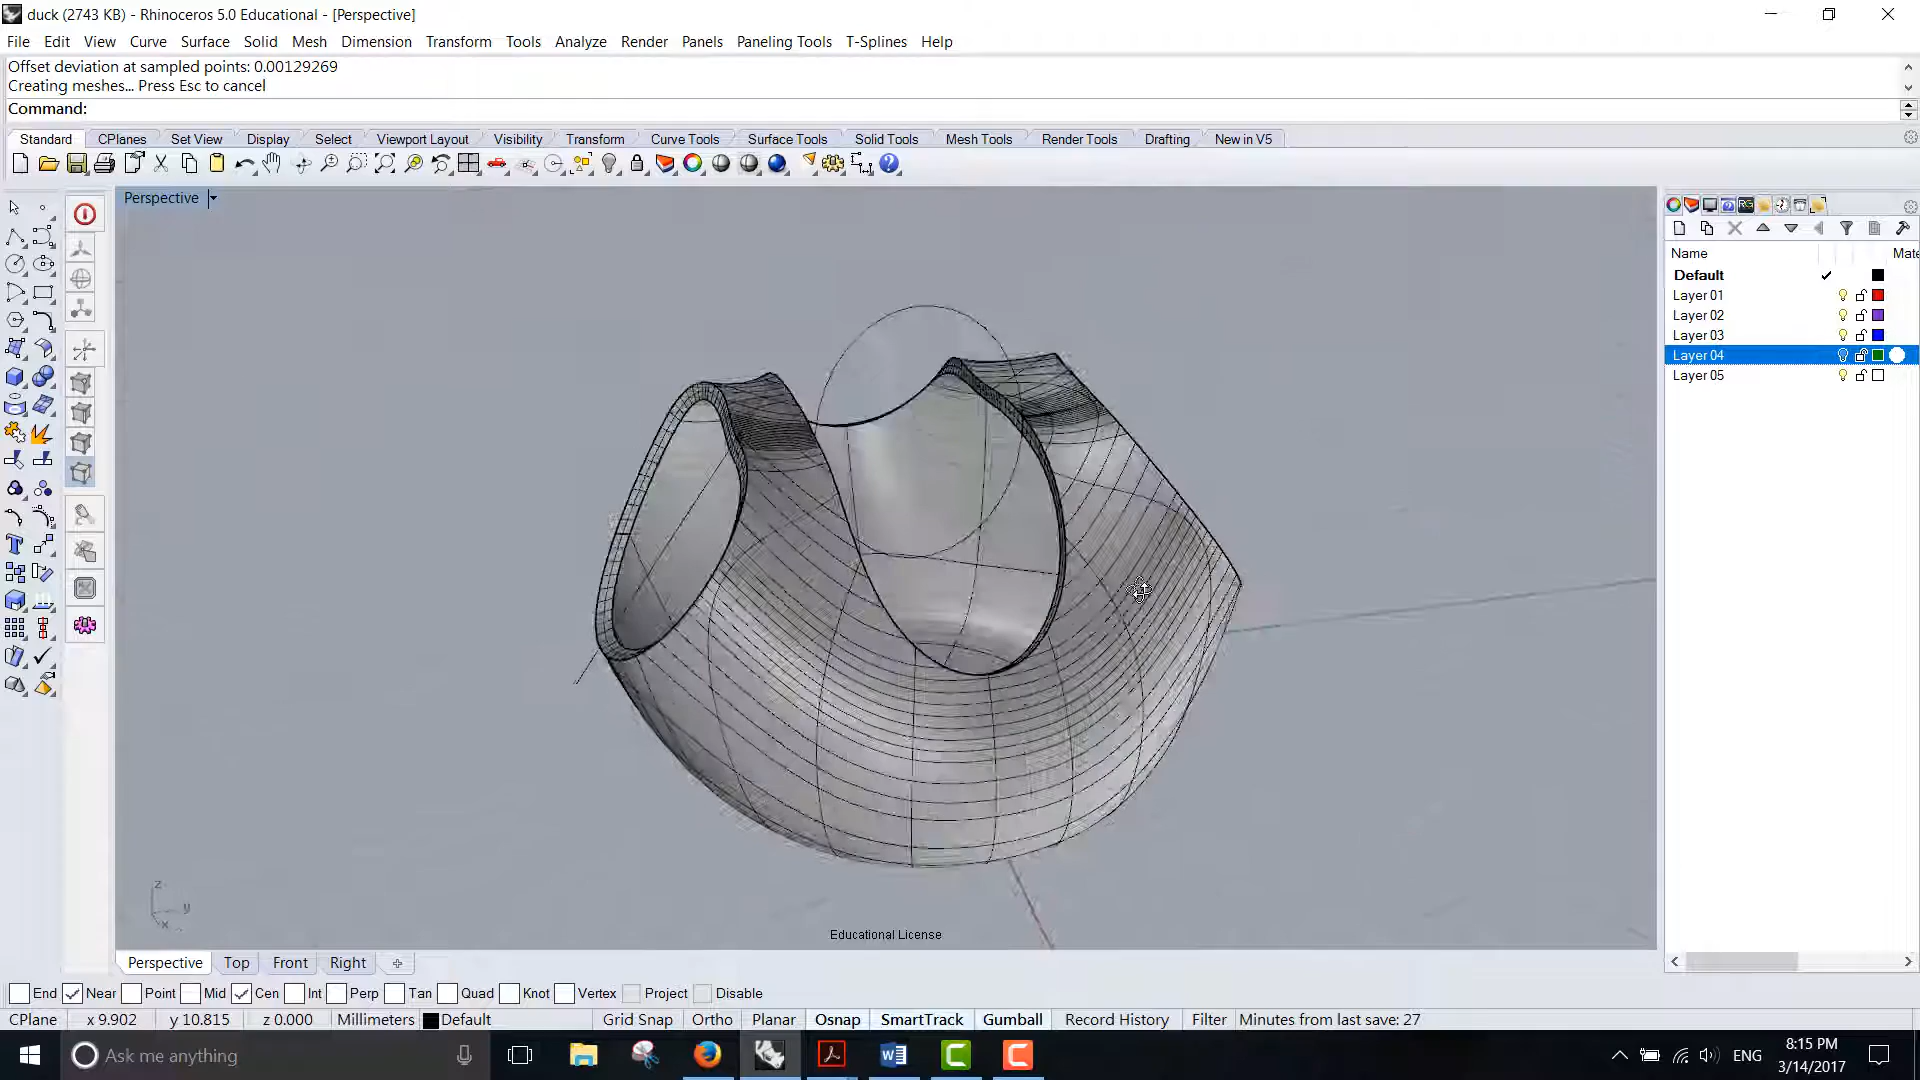 duck (2743 KB) - Rhinoceros 5.0 Educational - [Perspective]
File Edit View Curve Surface Solid Mesh Dimension Transform Tools Analyze Render Panels Paneling Tools T-Splines Help
Offset deviation at sampled points: 0.00129269
Creating meshes... Press Esc to cancel
Command:
Standard CPlanes Set View Display Select Viewport Layout Visibility Transform Curve Tools Surface Tools Solid Tools Mesh Tools Render Tools Drafting New in V5
Perspective
Name Mate
Default
Layer 01
Layer 02
Layer 03
Layer 04
Layer 05
z
y
x
Educational License
Perspective Top Front Right
End Near Point Mid Cen Int Perp Tan Quad Knot Vertex Project Disable
CPlane x 9.902 y 10.815 z 0.000 Millimeters Default Grid Snap Ortho Planar Osnap SmartTrack Gumball Record History Filter Minutes from last save: 27
Ask me anything
ENG
8:15 PM
3/14/2017